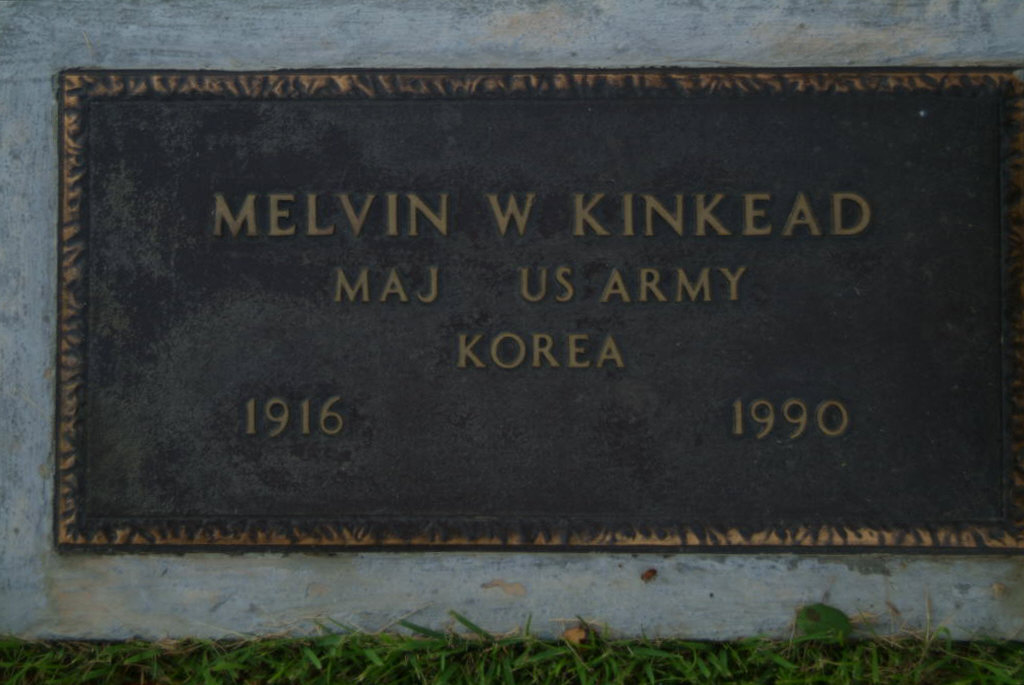 MELVIN W KINKEAD
MAJ US ARMY
KOREA
1916 1990